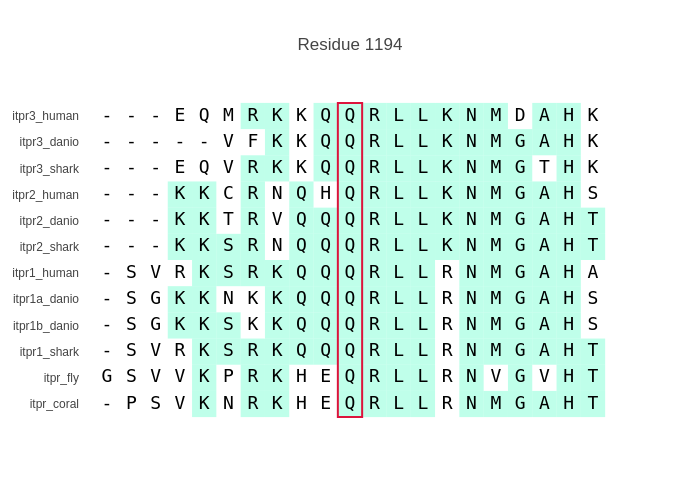 Residue 1194
itpr3_human - - - E Q M R K K Q Q R L L K N M D A H K
itpr3_danio - - - - - V F K K Q Q R L L K N M G A H K
itpr3_shark - - - E Q V R K K Q Q R L L K N M G T H K
itpr2_human - - - K K C R N Q H Q R L L K N M G A H S
itpr2_danio - - - K K T R V Q Q Q R L L K N M G A H T
itpr2_shark - - - K K S R N Q Q Q R L L K N M G A H T
itpr1_human - S V R K S R K Q Q Q R L L R N M G A H A
itpr1a_danio - S G K K N K K Q Q Q R L L R N M G A H S
itpr1b_danio - S G K K S K K Q Q Q R L L R N M G A H S
itpr1_shark - S V R K S R K Q Q Q R L L R N M G A H T
itpr_fly G S V V K P R K H E Q R L L R N V G V H T
itpr_coral - P S V K N R K H E Q R L L R N M G A H T